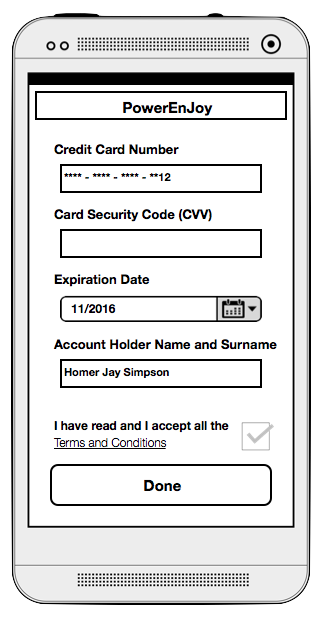 PowerEnJoy
Credit Card Number
**** - **** - **** - **12
Card Security Code (CVV)
Expiration Date
11/2016
Account Holder Name and Surname
Homer Jay Simpson
I have read and I accept all the
Terms and Conditions
Done